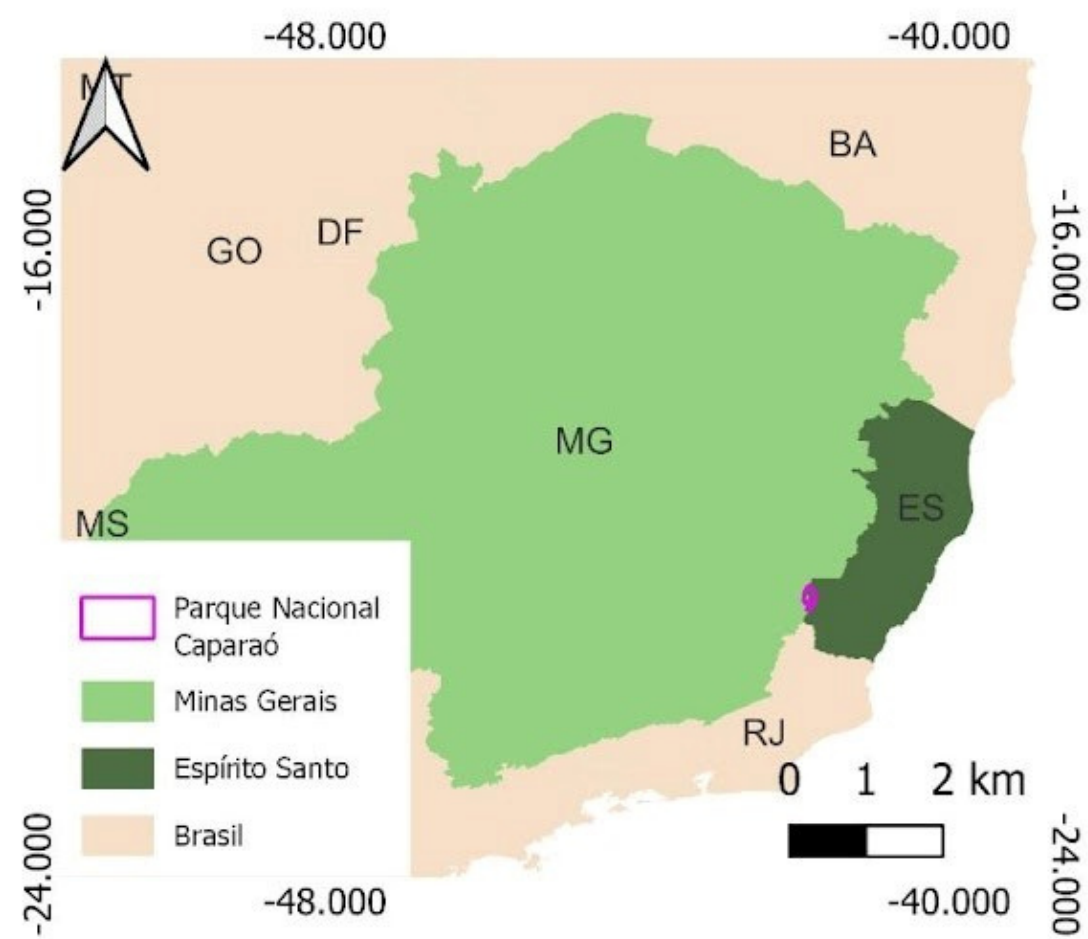 -48.000 -40.000
MT
BA
-16.000 -16.000
DF
GO
MG
ES
MS
Parque Nacional
Caparaó
Minas Gerais
RJ
Espírito Santo
0 1 2 km
Brasil
-24.000 -24.000
-48.000 -40.000